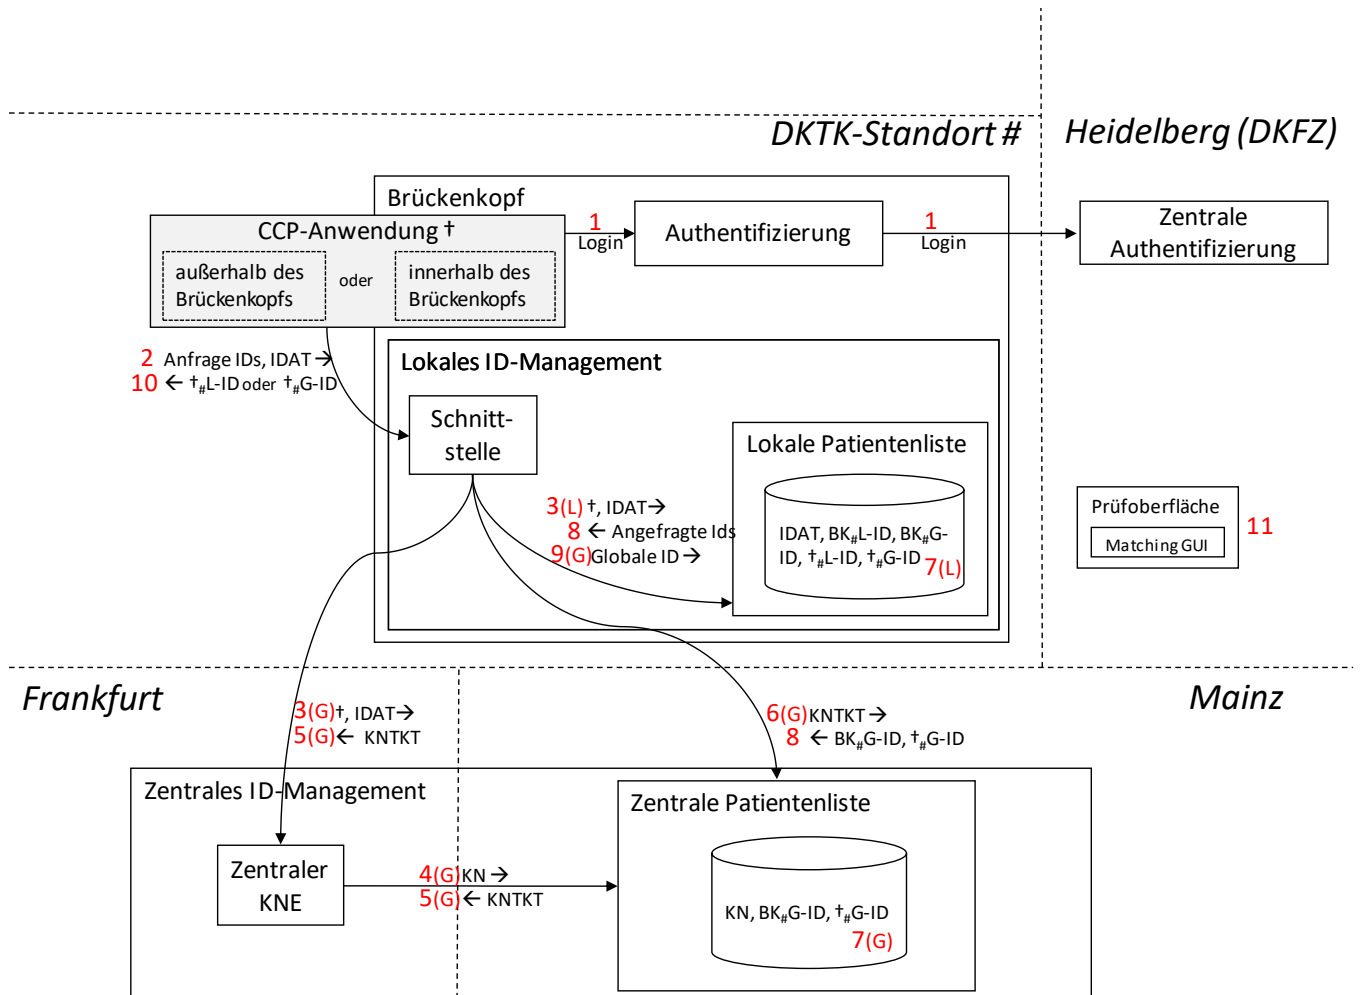 DKTK-Standort #
Heidelberg (DKFZ)
Brückenkopf
CCP-Anwendung †
außerhalb des
Brückenkopfs
oder
innerhalb des
Brückenkopfs
1
Login
Authentifizierung
1
Login
Zentrale
Authentifizierung
2 Anfrage IDs, IDAT →
10 ← †#L-ID oder †#G-ID
Lokales ID-Management
Schnitt-
stelle
Lokale Patientenliste
3(L) †, IDAT →
8 ← Angefragte Ids
9(G) Globale ID →
IDAT, BK#L-ID, BK#G-
ID, †#L-ID, †#G-ID
7(L)
Prüfoberfläche
Matching GUI
11
Frankfurt
Mainz
3(G) †, IDAT →
5(G) ← KNTKT
6(G) KNTKT →
8 ← BK#G-ID, †#G-ID
Zentrales ID-Management
Zentrale Patientenliste
Zentraler
KNE
4(G) KN →
5(G) ← KNTKT
KN, BK#G-ID, †#G-ID
7(G)